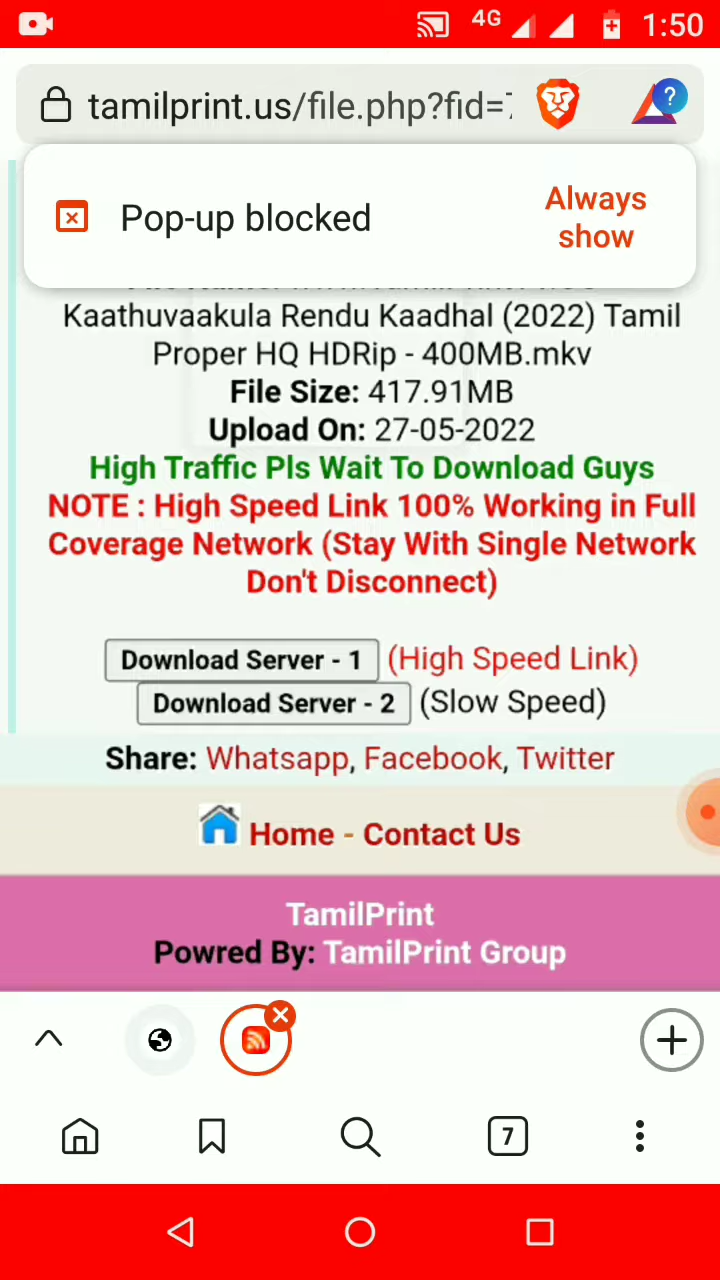 4G 1:50
tamilprint.us/file.php?fid=
Pop-up blocked
Always
show
Kaathuvaakula Rendu Kaadhal (2022) Tamil
Proper HQ HDRip - 400MB.mkv
File Size: 417.91MB
Upload On: 27-05-2022
High Traffic Pls Wait To Download Guys
NOTE : High Speed Link 100% Working in Full
Coverage Network (Stay With Single Network
Don't Disconnect)
Download Server - 1 (High Speed Link)
Download Server - 2 (Slow Speed)
Share: Whatsapp, Facebook, Twitter
Home - Contact Us
TamilPrint
Powred By: TamilPrint Group
7